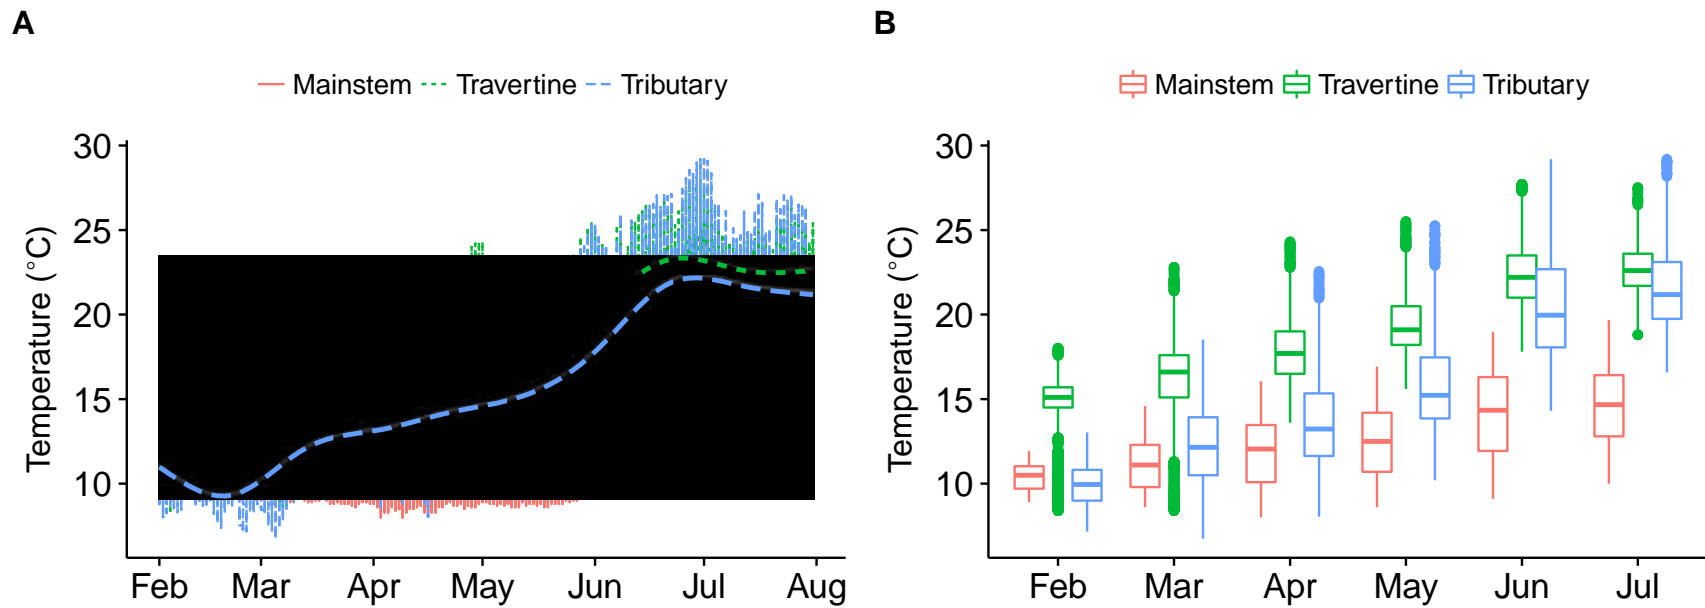 A
Mainstem Travertine Tributary
30
25
20
15
10
Temperature (°C)
Feb Mar Apr May Jun Jul Aug
B
Mainstem Travertine Tributary
30
25
20
15
10
Temperature (°C)
Feb Mar Apr May Jun Jul